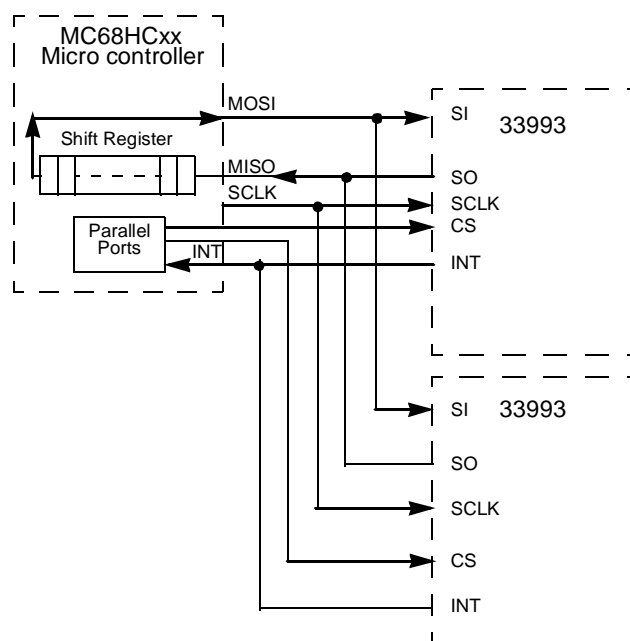 MC68HCxx
Micro controller
MOSI
Shift Register
MISO
SCLK
Parallel
Ports
INT
SI
33993
SO
SCLK
CS
INT
SI
33993
SO
SCLK
CS
INT